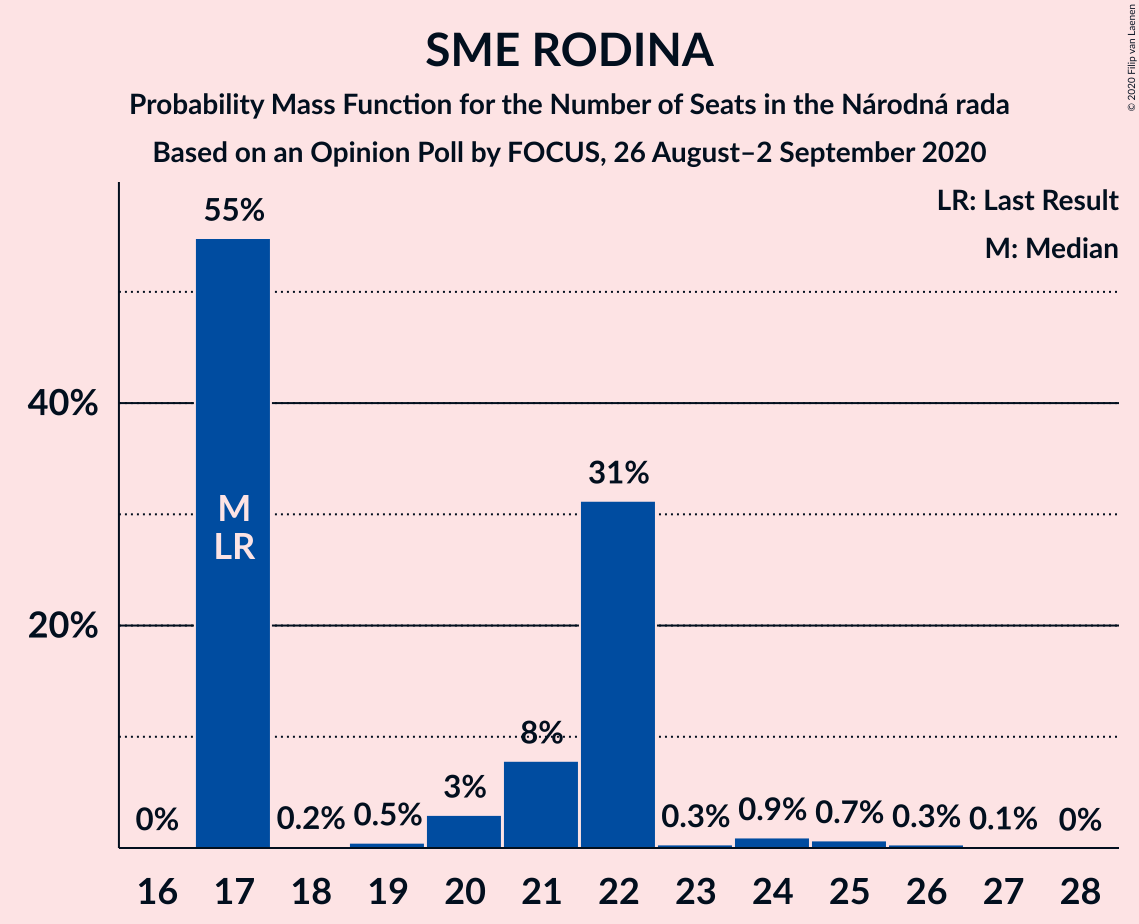 SME RODINA
Probability Mass Function for the Number of Seats in the Národná rada
Based on an Opinion Poll by FOCUS, 26 August–2 September 2020
© 2020 Filip van Laenen
LR: Last Result
M: Median
55%
40%
31%
M
LR
20%
8%
3%
0%
0.2%
0.5%
0.3%
0.9%
0.7%
0.3%
0.1%
0%
16 17 18 19 20 21 22 23 24 25 26 27 28